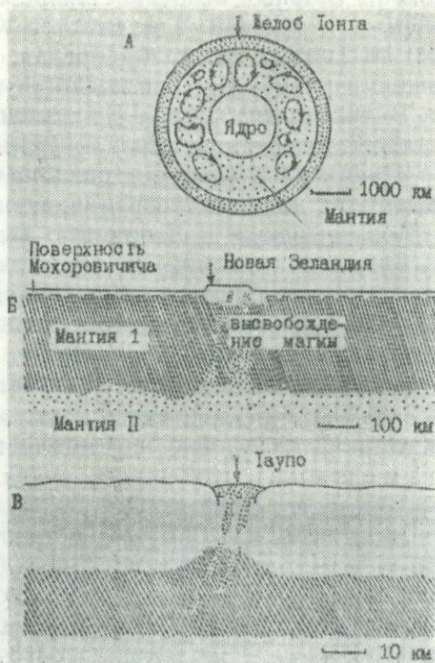 А
Желоб Тонга
Ядро
1000 км
Мантия
Поверхность
Мохоровичича
Новая Зеландия
Б
Мантия 1
высвобожде-
ние магмы
Мантия II
100 км
Таупо
В
10 км